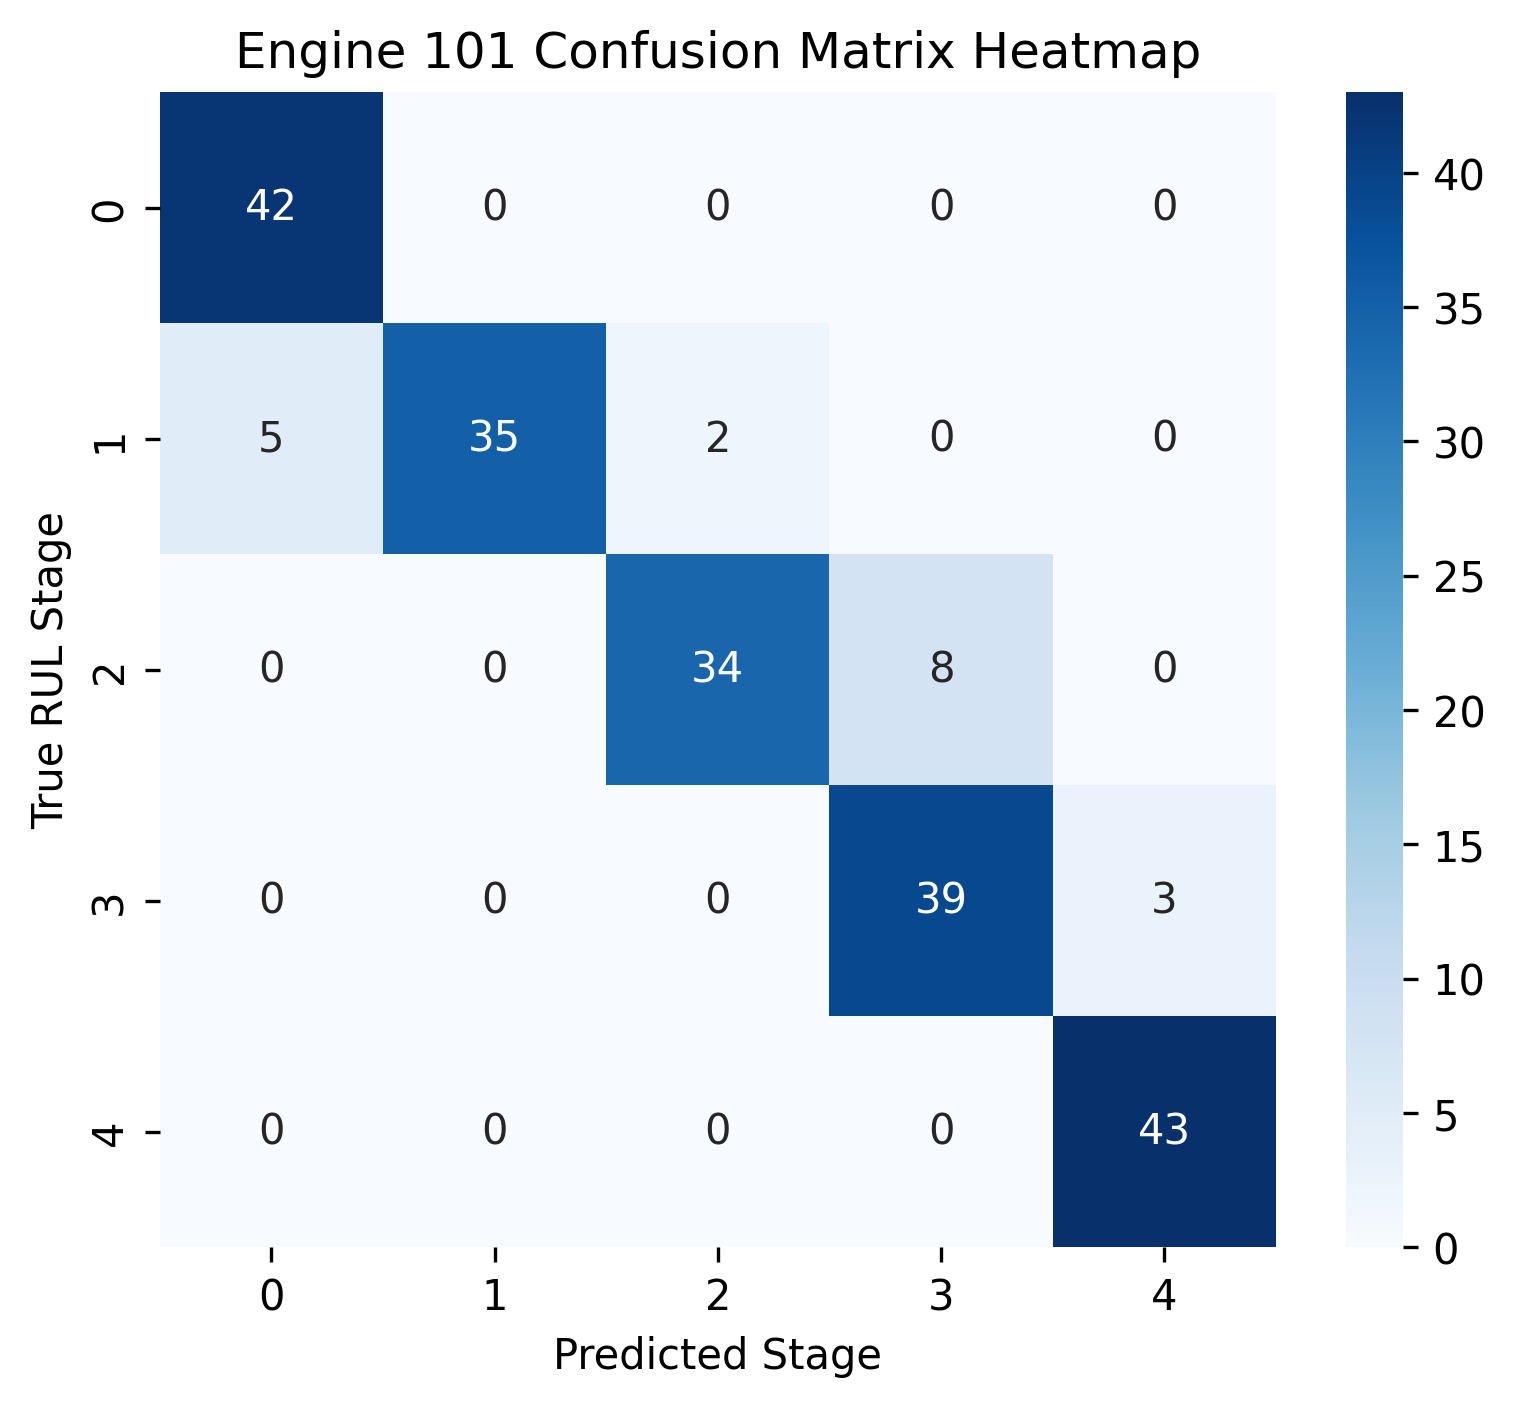 Engine 101 Confusion Matrix Heatmap
True RUL Stage
0 42 0 0 0 0
1 5 35 2 0 0
2 0 0 34 8 0
3 0 0 0 39 3
4 0 0 0 0 43
0 1 2 3 4
Predicted Stage
40
35
30
25
20
15
10
5
0